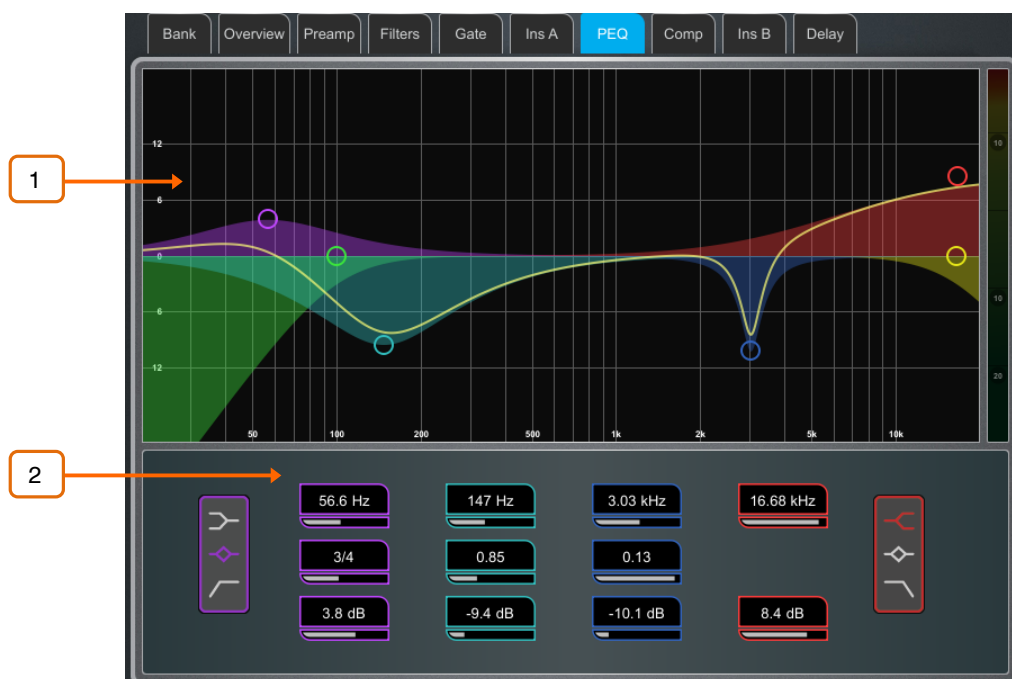 Bank Overview Preamp Filters Gate Ins A PEQ Comp Ins B Delay
12
10
1
6
0
6
10
12
20
50 100 200 500 1k 2k 5k 10k
2
56.6 Hz 147 Hz 3.03 kHz 16.68 kHz
3/4 0.85 0.13
3.8 dB -9.4 dB -10.1 dB 8.4 dB